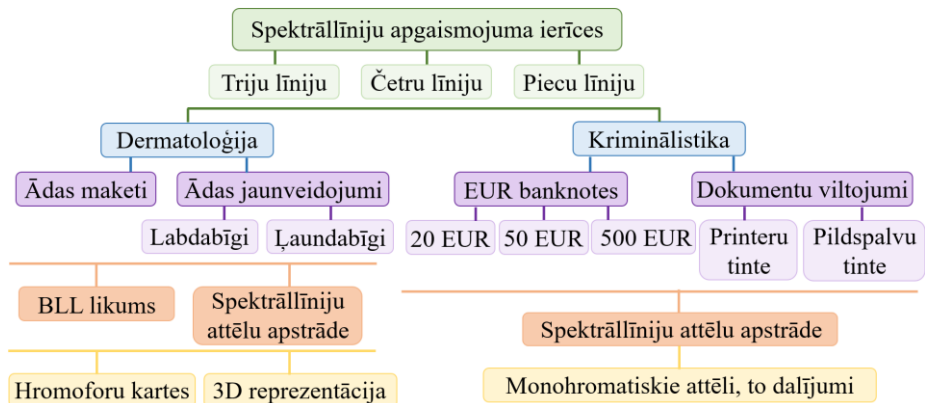 Spektrāllīniju apgaismojuma ierīces
Triju līniju
Četru līniju
Piecu līniju
Dermatoloģija
Kriminālistika
Ādas maketi
Ādas jaunveidojumi
EUR banknotes
Dokumentu viltojumi
Labdabīgi
Ļaundabīgi
20 EUR
50 EUR
500 EUR
Printeru
tinte
Pildspalvu
tinte
BLL likums
Spektrāllīniju
attēlu apstrāde
Spektrāllīniju attēlu apstrāde
Hromoforu kartes
3D reprezentācija
Monohromatiskie attēli, to dalījumi